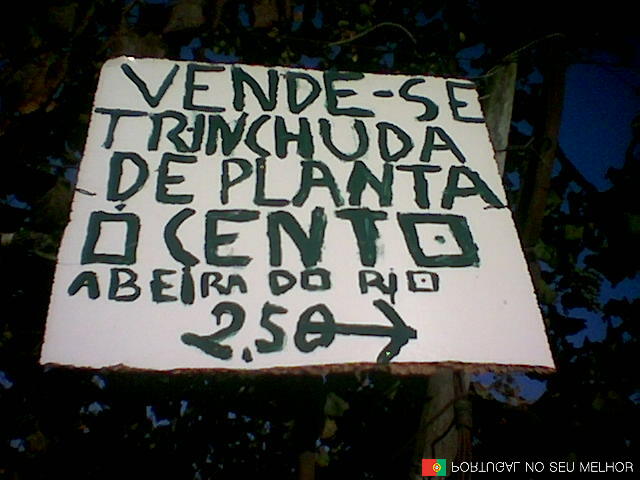 VENDE-SE
TRINCHUDA
DE PLANTA
O CENTO
ABEIRA DO RIO
2,50
PORTUGAL NO SEU MELHOR